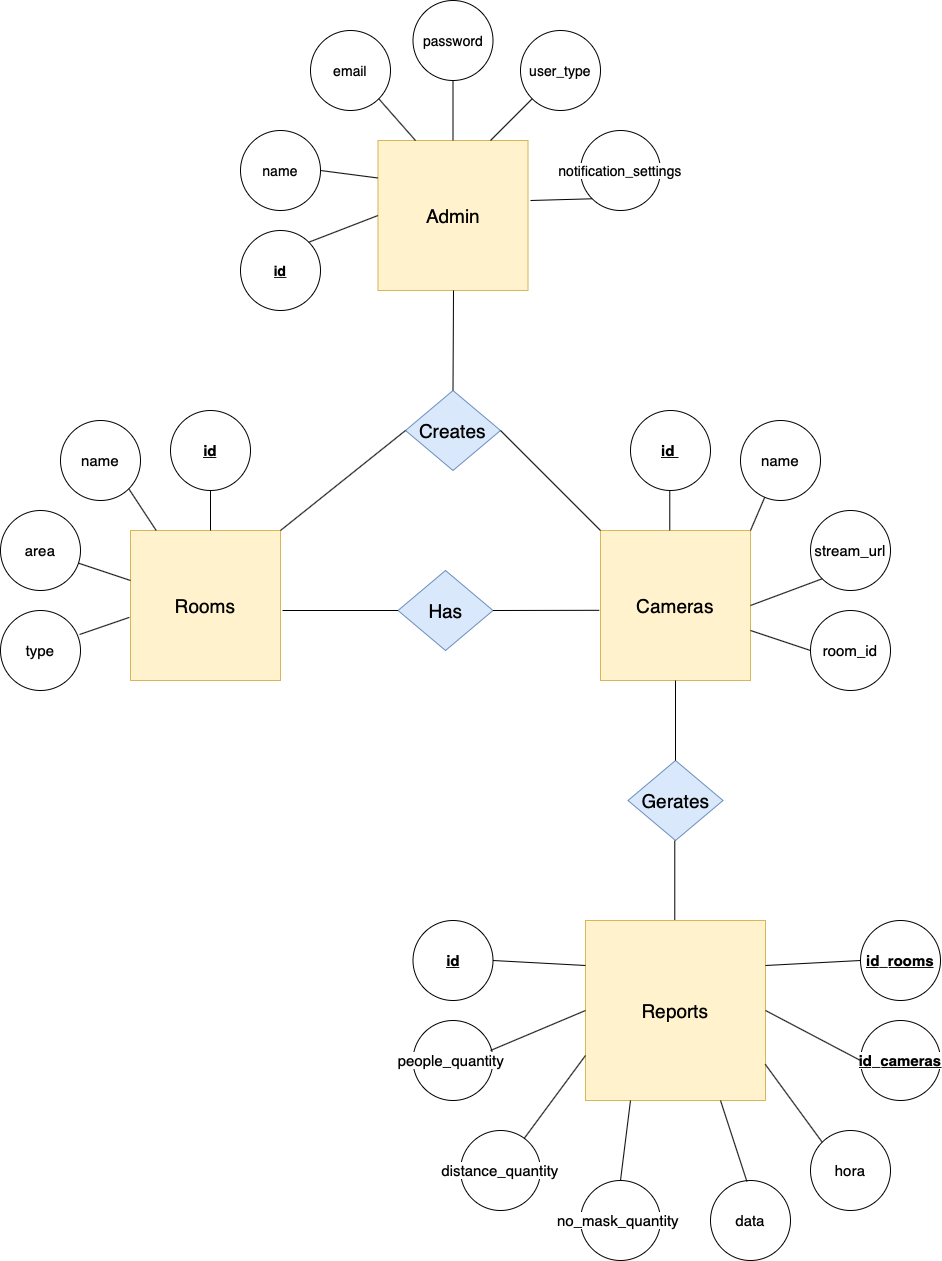 password
email
user_type
name
notification_settings
Admin
id
Creates
name
id
id
name
area
stream_url
Rooms
Has
Cameras
type
room_id
Gerates
id
id_rooms
Reports
people_quantity
id_cameras
distance_quantity
hora
no_mask_quantity
data